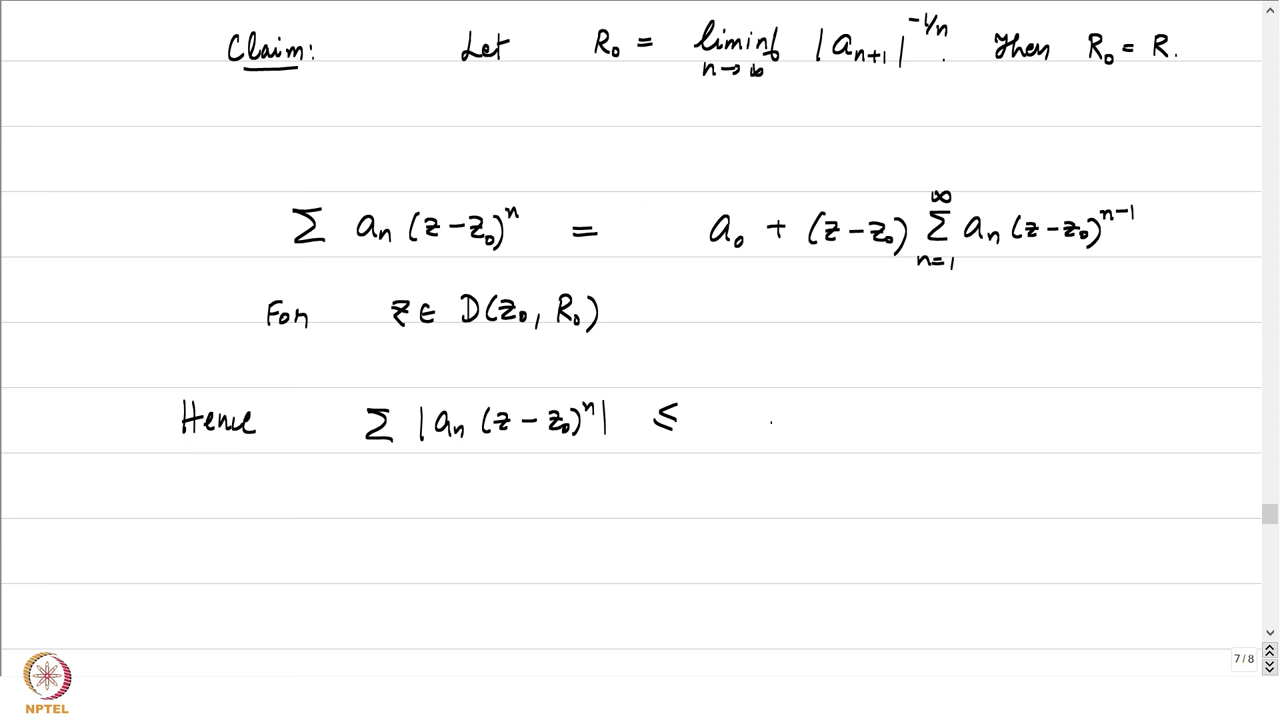 Claim: Let R₀ = liminf_{n→∞} |a_{n+1}|^{-1/n}. Then R₀ = R.
Σ aₙ (z-z₀)ⁿ = a₀ + (z-z₀) Σ_{n=1}^{∞} aₙ (z-z₀)^{n-1}
For z ∈ D(z₀, R₀)
Hence Σ |aₙ (z-z₀)ⁿ| ≤
7 / 8
NPTEL